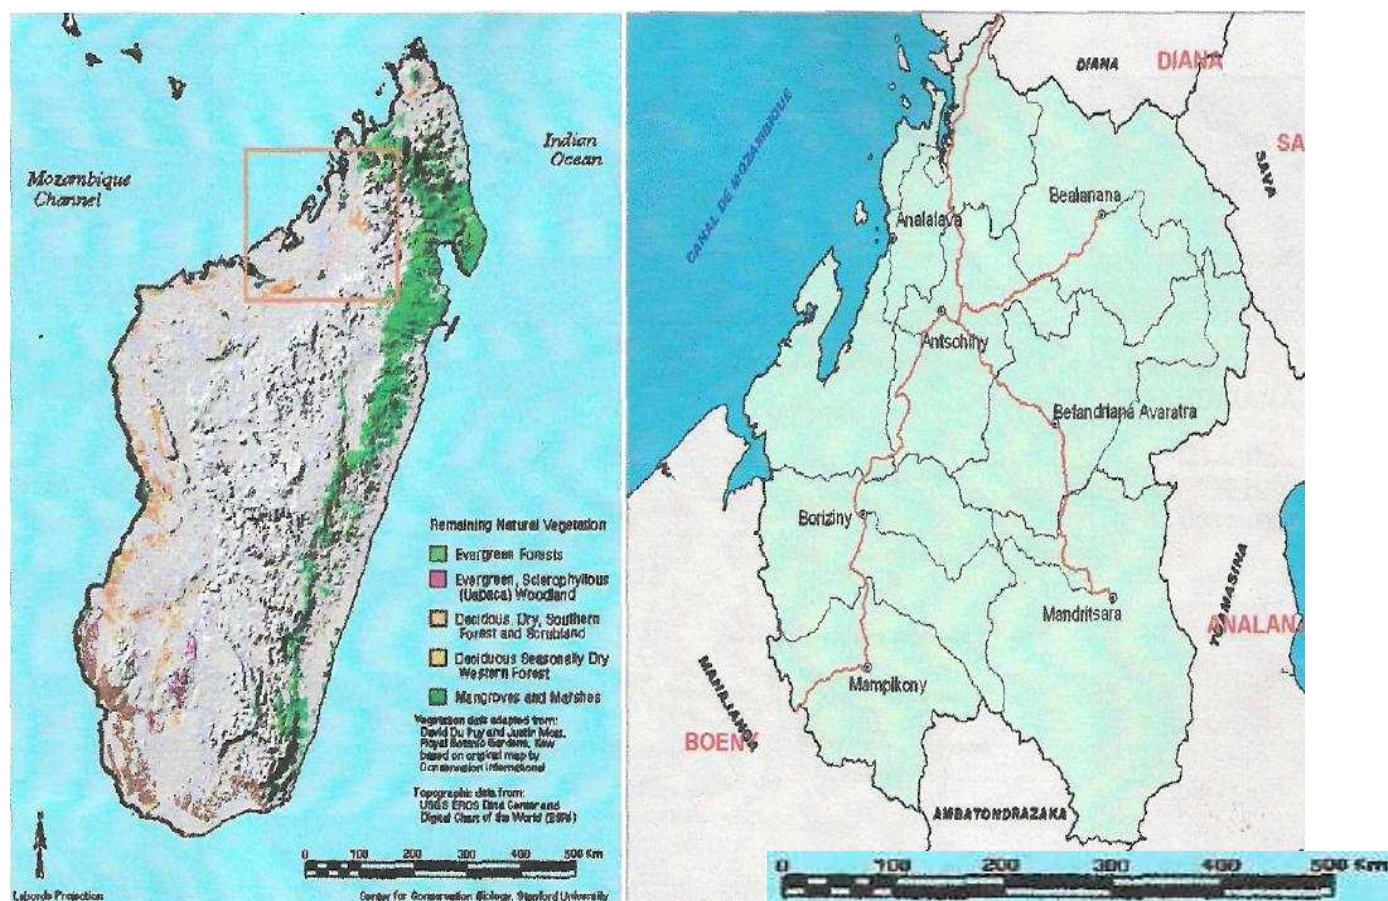 Mozambique
Channel
Indian
Ocean
Remaining Natural Vegetation
Evergreen Forests
Evergreen, Sclerophyllous
(Uapaca) Woodland
Decidous, Dry, Southern
Forest and Scrubland
Deciduous Seasonally Dry
Western Forest
Mangroves and Marshes
Vegetation data adapted from:
David Du Puy and Justin Moat,
Royal Botanic Gardens, Kew
based on original map by
Conservation International
Topographic data from:
USGS EROS Data Center and
Digital Chart of the World (ESRI)
0 100 200 300 400 500 Km
Laborde Projection
Center for Conservation Biology, Stanford University
CANAL DE MOZAMBIQUE
DIANA
DIANA
SA
SAVA
Bealanana
Analalava
Antsohihy
Befandriana Avaratra
Boriziny
Mandritsara
Mampikony
MAHAJANGA
BOENY
TOAMASINA
ANALAN
AMBATONDRAZAKA
0 100 200 300 400 500 Km